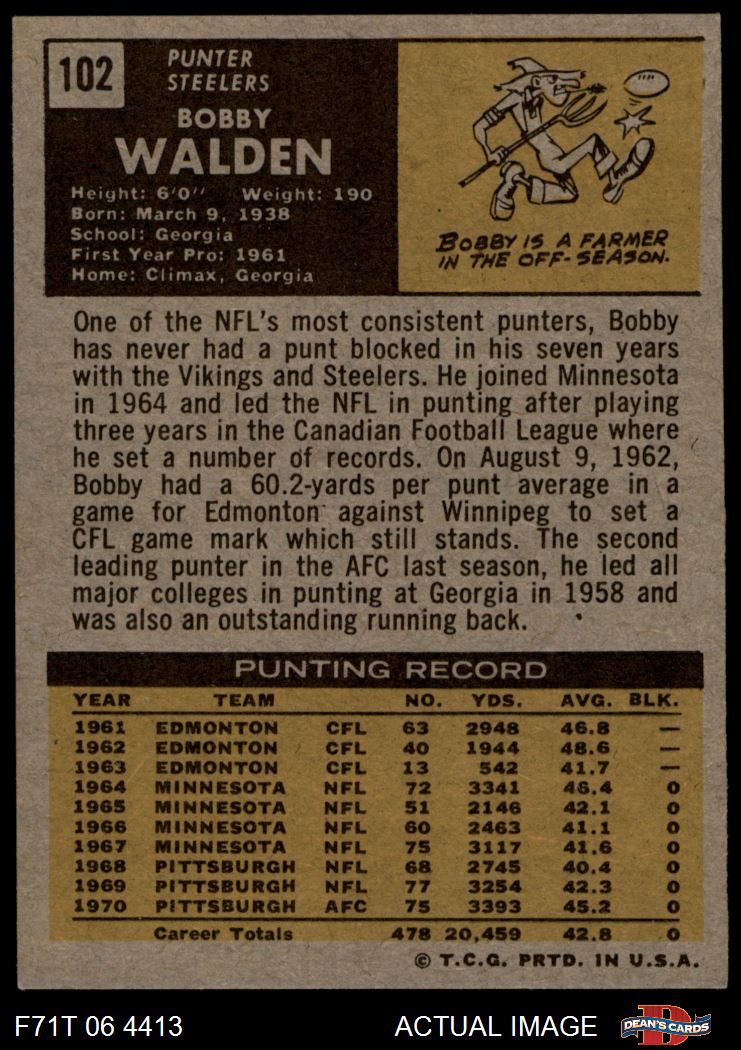 102
PUNTER
STEELERS
BOBBY
WALDEN
Height: 6'0" Weight: 190
Born: March 9, 1938
School: Georgia
First Year Pro: 1961
Home: Climax, Georgia
BOBBY IS A FARMER
IN THE OFF-SEASON.
One of the NFL's most consistent punters, Bobby
has never had a punt blocked in his seven years
with the Vikings and Steelers. He joined Minnesota
in 1964 and led the NFL in punting after playing
three years in the Canadian Football League where
he set a number of records. On August 9, 1962,
Bobby had a 60.2-yards per punt average in a
game for Edmonton against Winnipeg to set a
CFL game mark which still stands. The second
leading punter in the AFC last season, he led all
major colleges in punting at Georgia in 1958 and
was also an outstanding running back.
PUNTING RECORD
YEAR TEAM NO. YDS. AVG. BLK.
1961 EDMONTON CFL 63 2948 46.8 —
1962 EDMONTON CFL 40 1944 48.6 —
1963 EDMONTON CFL 13 542 41.7 —
1964 MINNESOTA NFL 72 3341 46.4 0
1965 MINNESOTA NFL 51 2146 42.1 0
1966 MINNESOTA NFL 60 2463 41.1 0
1967 MINNESOTA NFL 75 3117 41.6 0
1968 PITTSBURGH NFL 68 2745 40.4 0
1969 PITTSBURGH NFL 77 3254 42.3 0
1970 PITTSBURGH AFC 75 3393 45.2 0
Career Totals 478 20,459 42.8 0
© T.C.G. PRTD. IN U.S.A.
F71T 06 4413 ACTUAL IMAGE D DEAN'S CARDS